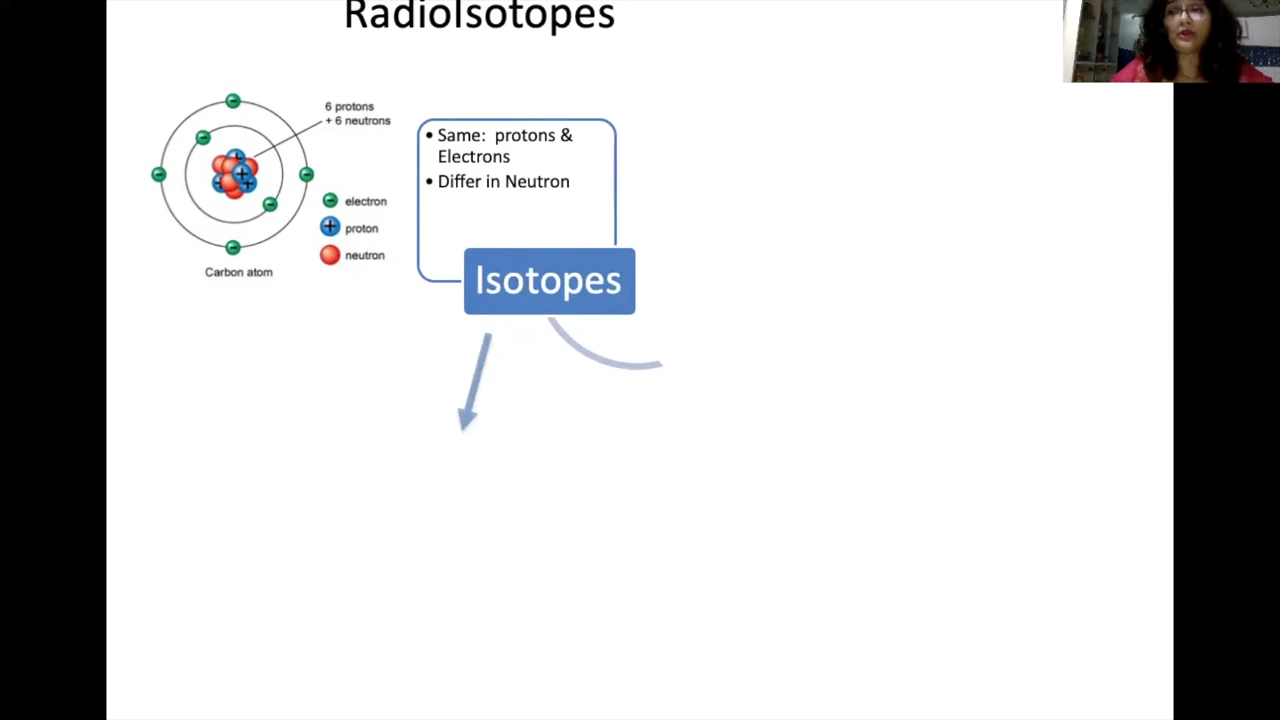 RadioIsotopes
6 protons
+ 6 neutrons
electron
proton
neutron
Carbon atom
• Same: protons &
Electrons
• Differ in Neutron
Isotopes